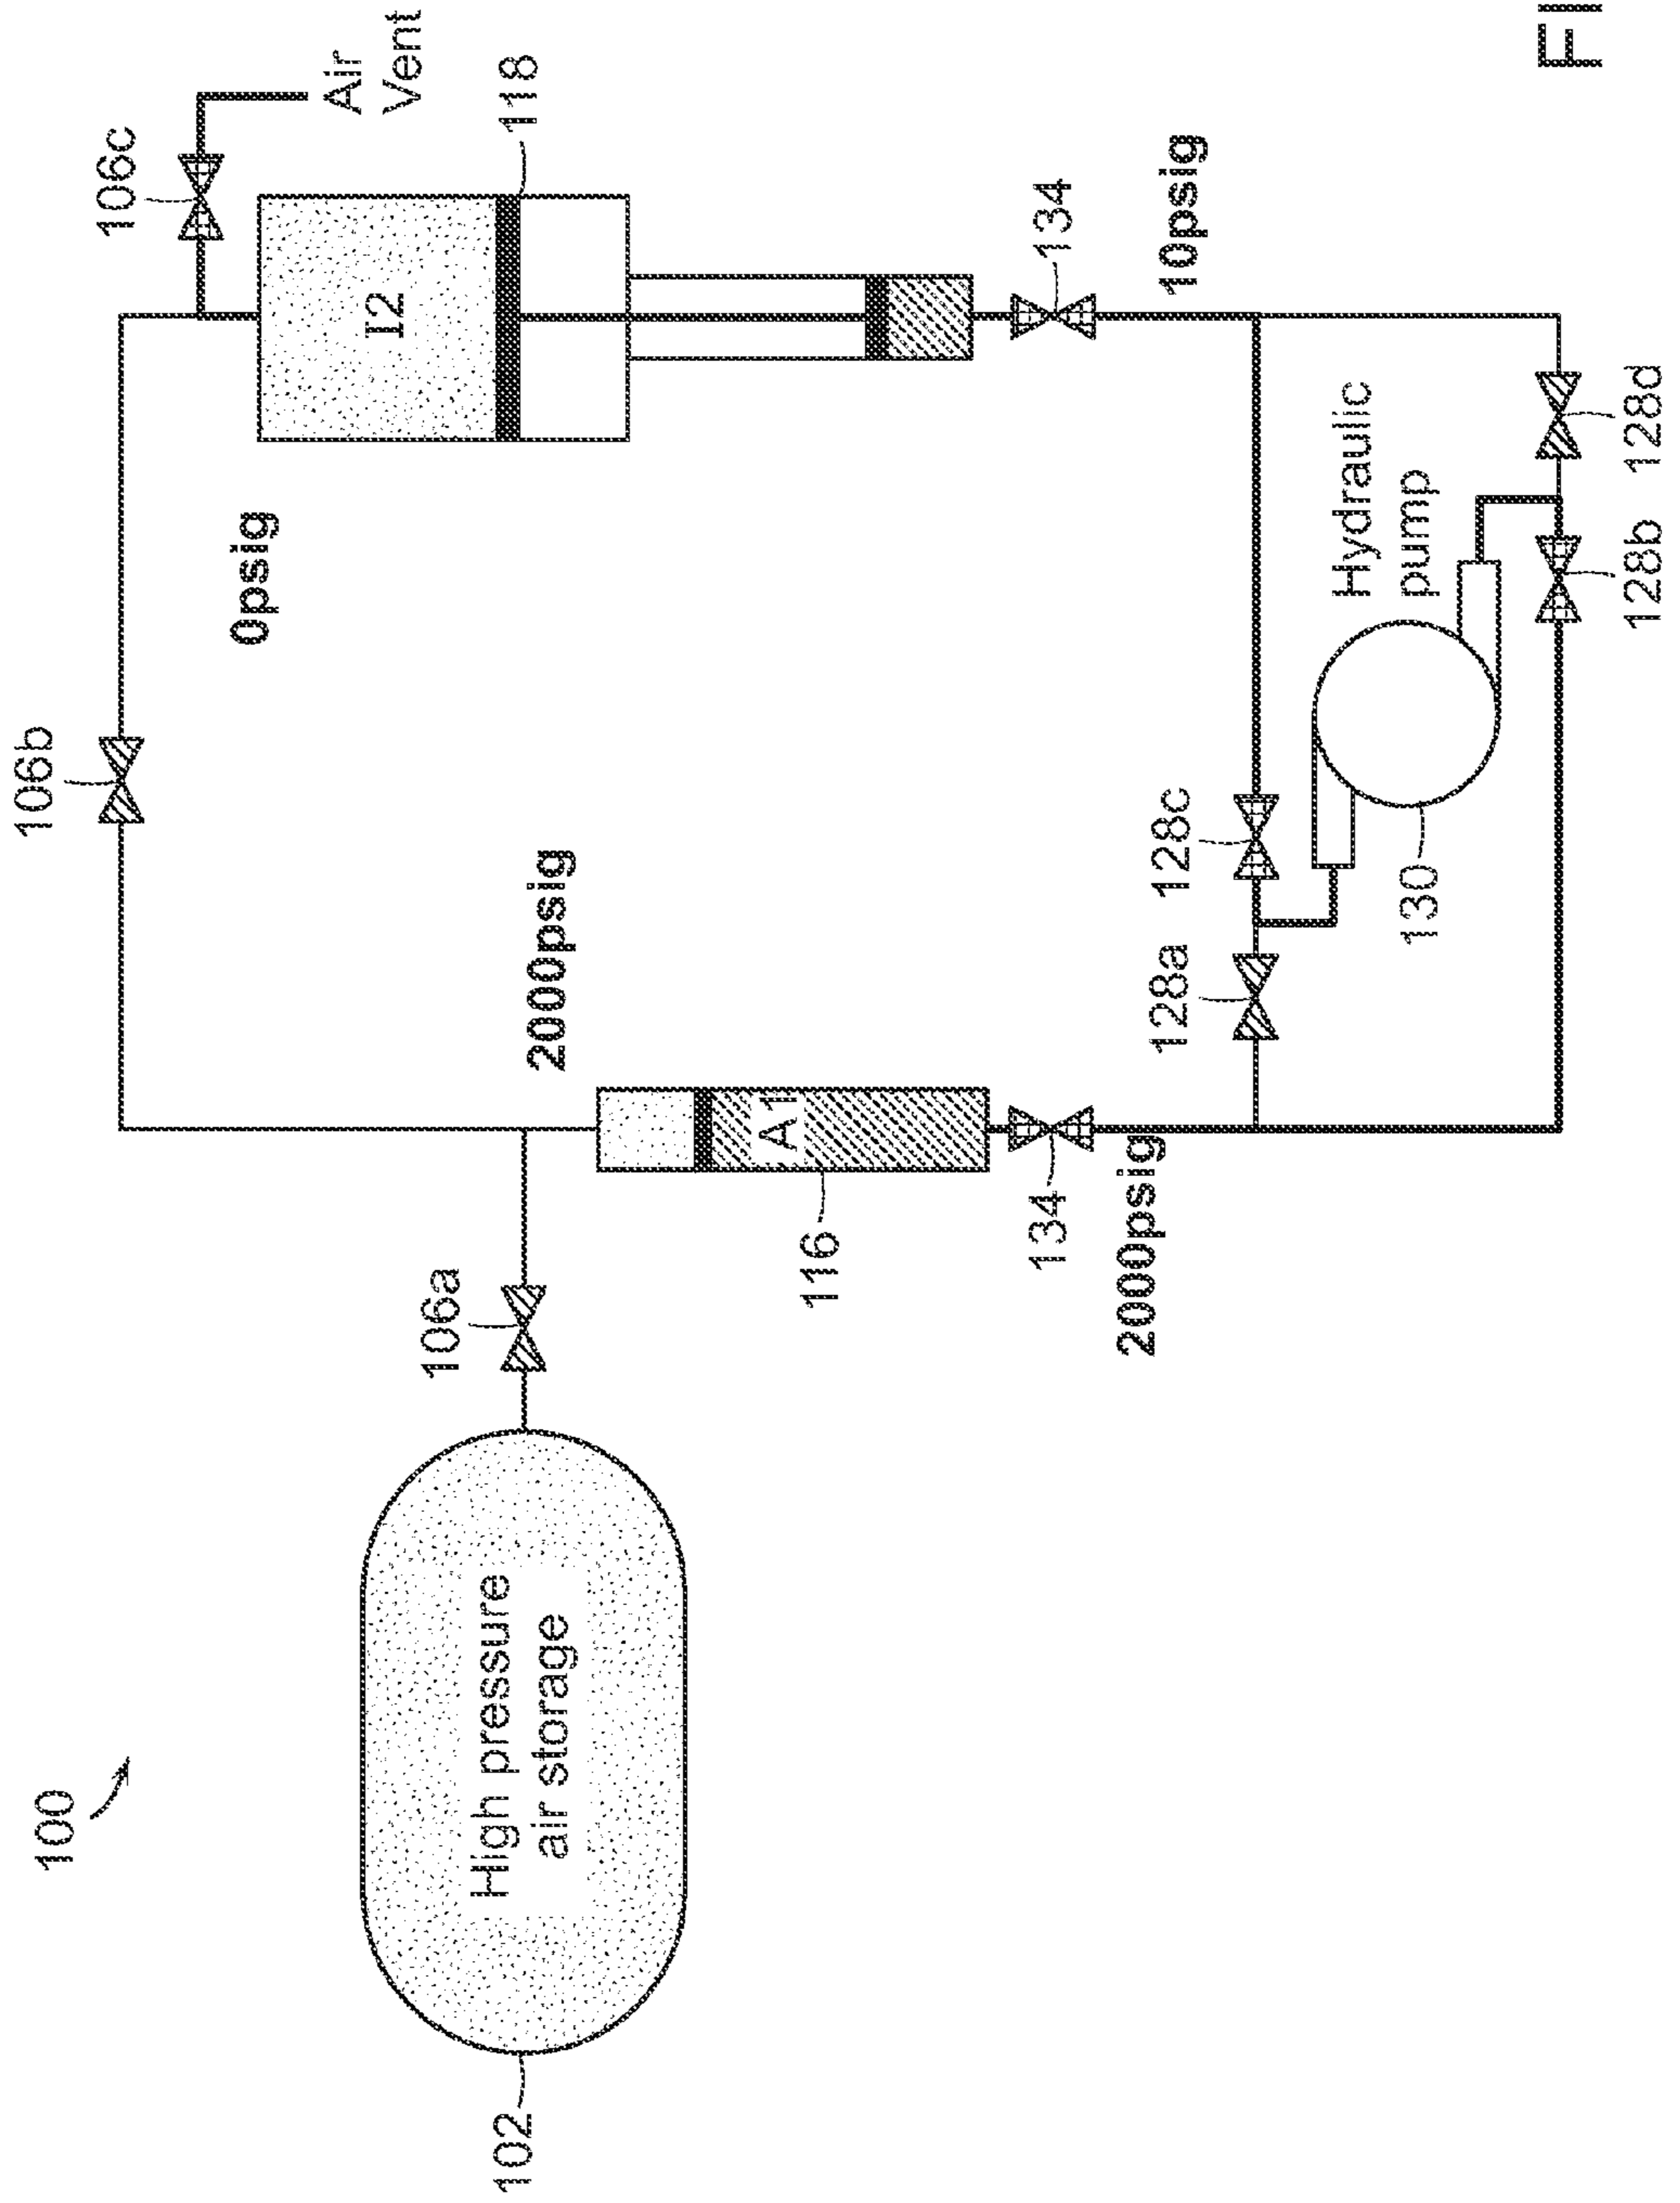 100
106b
106c
Air
Vent
0psig
I2
118
106a
High pressure
air storage
102
2000psig
A1
116
134
134
2000psig
10psig
128a
128c
Hydraulic
pump
130
128b
128d
FI